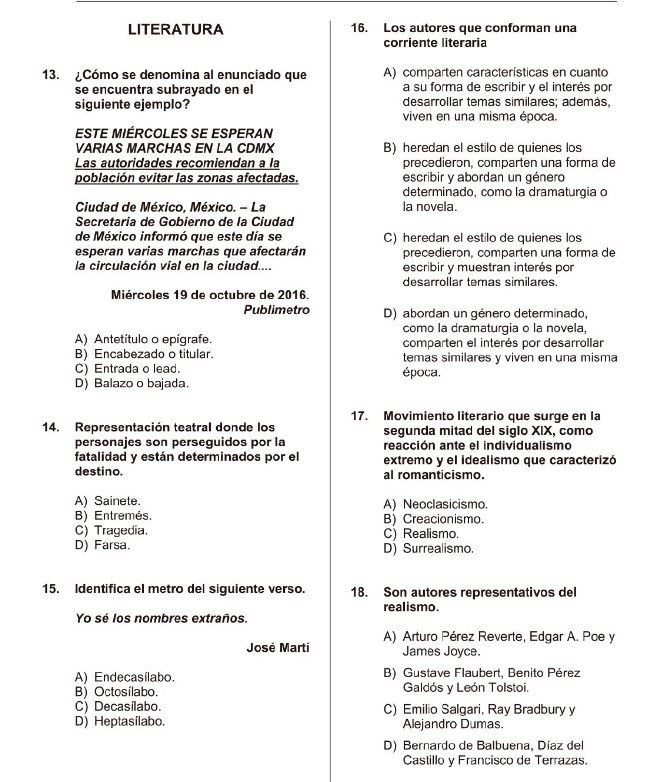 LITERATURA
13. ¿Cómo se denomina al enunciado que
se encuentra subrayado en el
siguiente ejemplo?
ESTE MIÉRCOLES SE ESPERAN
VARIAS MARCHAS EN LA CDMX
Las autoridades recomiendan a la
población evitar las zonas afectadas.
Ciudad de México, México. – La
Secretaría de Gobierno de la Ciudad
de México informó que este día se
esperan varias marchas que afectarán
la circulación vial en la ciudad....
Miércoles 19 de octubre de 2016.
Publimetro
A) Antetítulo o epígrafe.
B) Encabezado o titular.
C) Entrada o lead.
D) Balazo o bajada.
14. Representación teatral donde los
personajes son perseguidos por la
fatalidad y están determinados por el
destino.
A) Sainete.
B) Entremés.
C) Tragedia.
D) Farsa.
15. Identifica el metro del siguiente verso.
Yo sé los nombres extraños.
José Martí
A) Endecasílabo.
B) Octosílabo.
C) Decasílabo.
D) Heptasílabo.
16. Los autores que conforman una
corriente literaria
A) comparten características en cuanto
a su forma de escribir y el interés por
desarrollar temas similares; además,
viven en una misma época.
B) heredan el estilo de quienes los
precedieron, comparten una forma de
escribir y abordan un género
determinado, como la dramaturgia o
la novela.
C) heredan el estilo de quienes los
precedieron, comparten una forma de
escribir y muestran interés por
desarrollar temas similares.
D) abordan un género determinado,
como la dramaturgia o la novela,
comparten el interés por desarrollar
temas similares y viven en una misma
época.
17. Movimiento literario que surge en la
segunda mitad del siglo XIX, como
reacción ante el individualismo
extremo y el idealismo que caracterizó
al romanticismo.
A) Neoclasicismo.
B) Creacionismo.
C) Realismo.
D) Surrealismo.
18. Son autores representativos del
realismo.
A) Arturo Pérez Reverte, Edgar A. Poe y
James Joyce.
B) Gustave Flaubert, Benito Pérez
Galdós y León Tolstoi.
C) Emilio Salgari, Ray Bradbury y
Alejandro Dumas.
D) Bernardo de Balbuena, Díaz del
Castillo y Francisco de Terrazas.